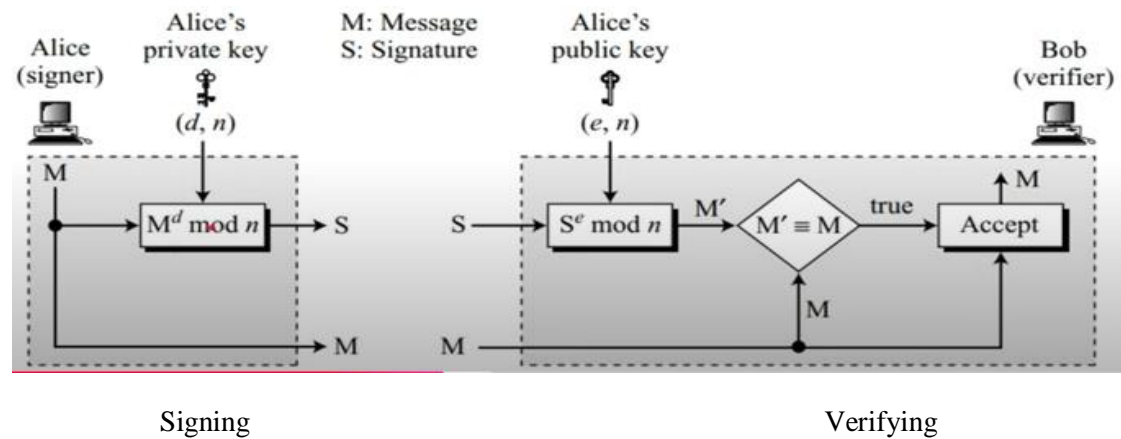 Alice
(signer)
Alice's
private key
(d, n)
M: Message
S: Signature
Alice's
public key
(e, n)
Bob
(verifier)
M
M^d mod n
S
M
S
S^e mod n
M′
M′ ≡ M
true
Accept
M
M
M
Signing
Verifying